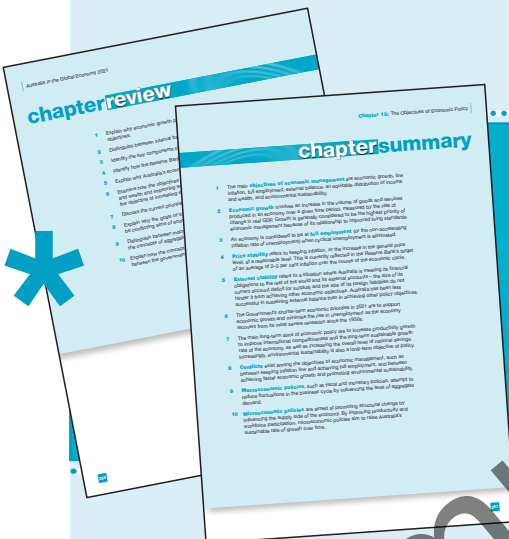 Australia in the Global Economy 2021
chapter review
1 Explain why economic growth
objectives.
2 Distinguish between internal
3 Identify the key components
4 Identify how the Reserve Bank
5 Explain why Australia's
6 Examine how the objectives
and wealth and improving
the objectives of increasing
7 Discuss the current
8 Explain why the goals of
be conflicting aims of
9 Distinguish between
the context of aggregate
10 Explain how the
between the government
Chapter 13: The Objectives of Economic Policy
chapter summary
1 The main objectives of economic management are economic growth, low
inflation, full employment, external balance, an equitable distribution of income
and wealth, and environmental sustainability.
2 Economic growth involves an increase in the volume of goods and services
produced in an economy over a given time period, measured by the rate of
change in real GDP. Growth is generally considered to be the highest priority of
economic management because of its relationship to improved living standards.
3 An economy is considered to be at full employment (or the non-accelerating
inflation rate of unemployment) when cyclical unemployment is eliminated.
4 Price stability refers to keeping inflation, or the increase in the general price
level, at a reasonable level. This is currently reflected in the Reserve Bank's target
of an average of 2–3 per cent inflation over the course of the economic cycle.
5 External stability refers to a situation where Australia is meeting its financial
obligations to the rest of the world and its external accounts – the size of its
current account deficit (or surplus) and the size of its foreign liabilities do not
hinder it from achieving other economic objectives. Australia has been less
successful in sustaining external balance than in achieving other policy objectives.
6 The Government's shorter-term economic priorities in 2021 are to support
economic growth and minimise the rise in unemployment as the economy
recovers from its most severe recession since the 1930s.
7 The main long-term aims of economic policy are to increase productivity growth
to improve international competitiveness and the long-term sustainable growth
rate of the economy, as well as increasing the overall level of national savings.
Increasingly, environmental sustainability is also a long-term objective of policy.
8 Conflicts exist among the objectives of economic management, such as
between keeping inflation low and achieving full employment, and between
achieving faster economic growth and promoting environmental sustainability.
9 Macroeconomic policies, such as fiscal and monetary policies, attempt to
reduce fluctuations in the business cycle by influencing the level of aggregate
demand.
10 Microeconomic policies are aimed at promoting structural change by
influencing the supply side of the economy. By improving productivity and
workforce participation, microeconomic policies aim to raise Australia's
sustainable rate of growth over time.